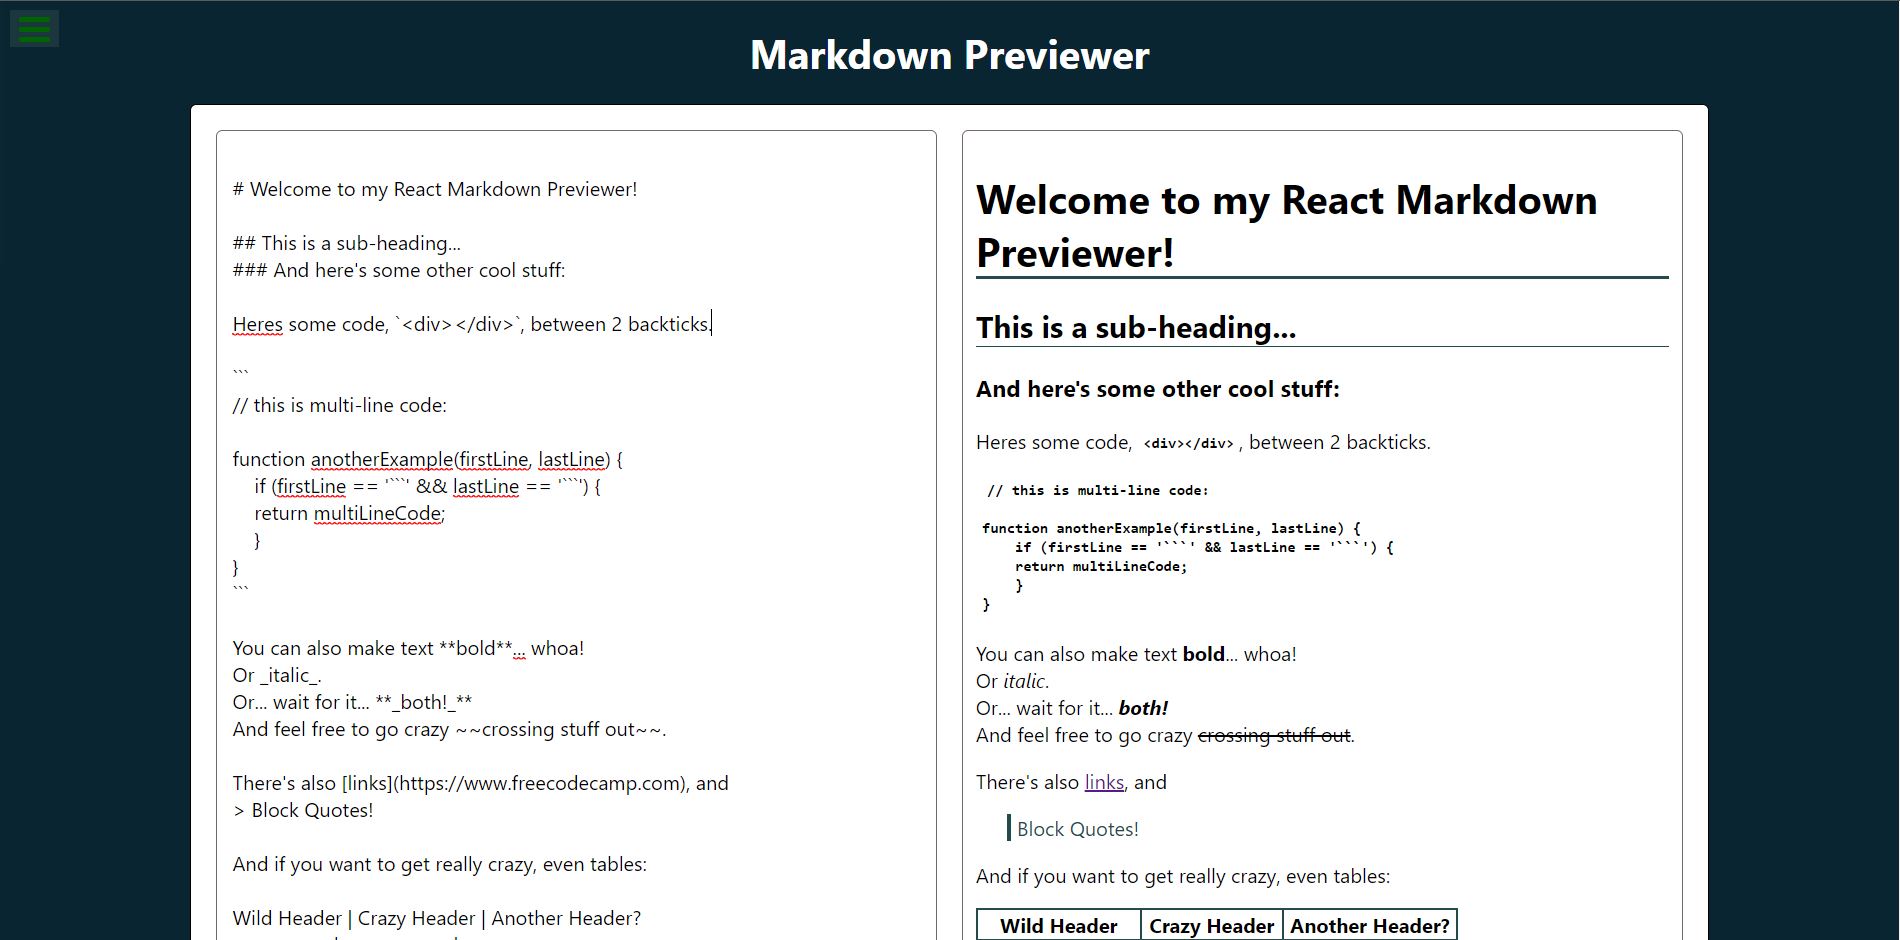 Markdown Previewer
# Welcome to my React Markdown Previewer!
## This is a sub-heading...
### And here's some other cool stuff:
Heres some code, `<div></div>`, between 2 backticks.
```
// this is multi-line code:
function anotherExample(firstLine, lastLine) {
if (firstLine == '```' && lastLine == '```') {
return multiLineCode;
}
}
```
You can also make text **bold**... whoa!
Or _italic_.
Or... wait for it... **_both!_**
And feel free to go crazy ~~crossing stuff out~~.
There's also [links](https://www.freecodecamp.com), and
> Block Quotes!
And if you want to get really crazy, even tables:
Wild Header | Crazy Header | Another Header?
Welcome to my React Markdown
Previewer!
This is a sub-heading...
And here's some other cool stuff:
Heres some code, <div></div> , between 2 backticks.
// this is multi-line code:
function anotherExample(firstLine, lastLine) {
if (firstLine == '```' && lastLine == '```') {
return multiLineCode;
}
}
You can also make text bold... whoa!
Or italic.
Or... wait for it... both!
And feel free to go crazy crossing stuff out.
There's also links, and
Block Quotes!
And if you want to get really crazy, even tables:
Wild Header Crazy Header Another Header?